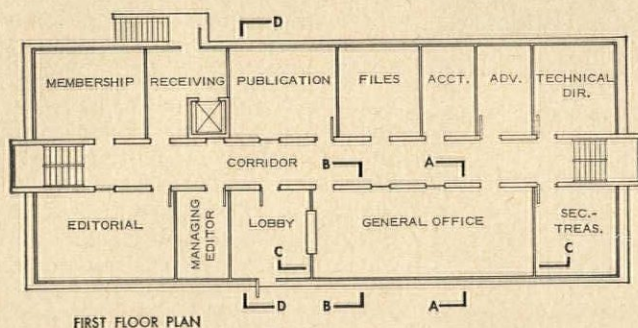 D
MEMBERSHIP
RECEIVING
PUBLICATION
FILES
ACCT.
ADV.
TECHNICAL
DIR.
CORRIDOR
B
A
EDITORIAL
MANAGING
EDITOR
LOBBY
GENERAL OFFICE
SEC.-
TREAS.
C
C
D
B
A
FIRST FLOOR PLAN